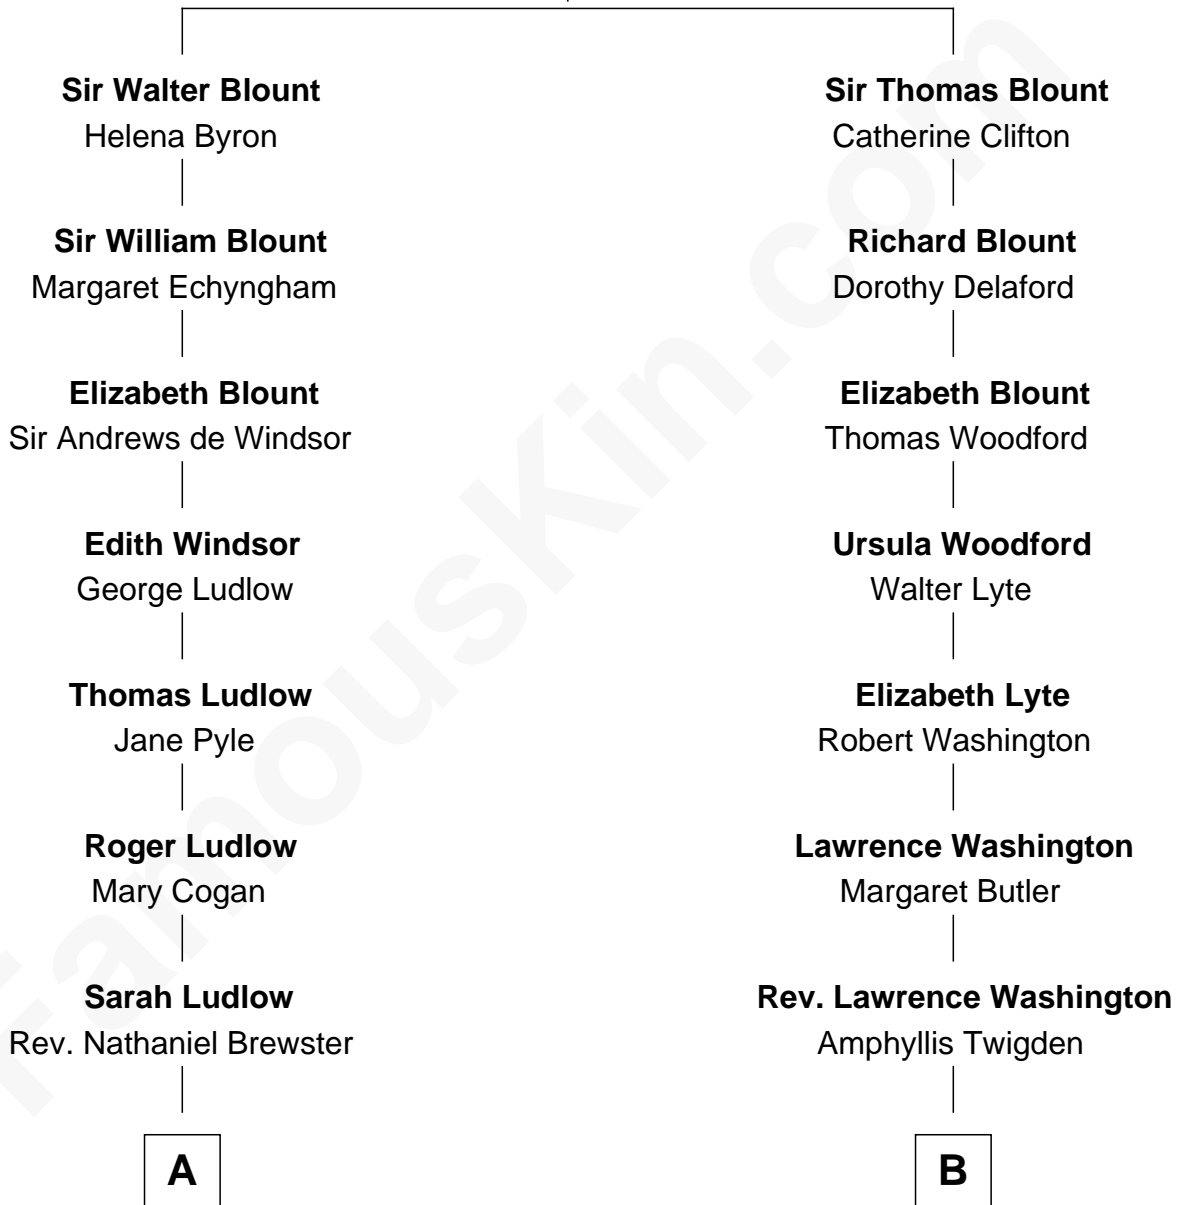 Sir Walter Blount
Helena Byron
Sir William Blount
Margaret Echyngham
Elizabeth Blount
Sir Andrews de Windsor
Edith Windsor
George Ludlow
Thomas Ludlow
Jane Pyle
Roger Ludlow
Mary Cogan
Sarah Ludlow
Rev. Nathaniel Brewster
A
Sir Thomas Blount
Catherine Clifton
Richard Blount
Dorothy Delaford
Elizabeth Blount
Thomas Woodford
Ursula Woodford
Walter Lyte
Elizabeth Lyte
Robert Washington
Lawrence Washington
Margaret Butler
Rev. Lawrence Washington
Amphyllis Twigden
B
FamousKin.com